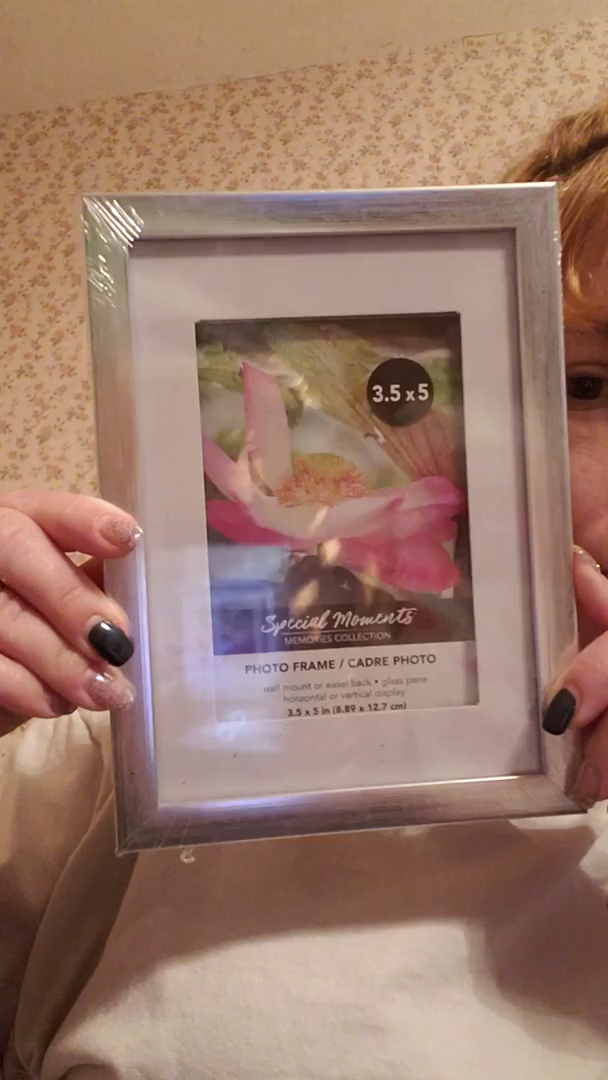 3.5 x 5
Special Moments
MEMORIES COLLECTION
PHOTO FRAME / CADRE PHOTO
wall mount or easel back • glass pane
horizontal or vertical display
3.5 x 5 in (8.89 x 12.7 cm)